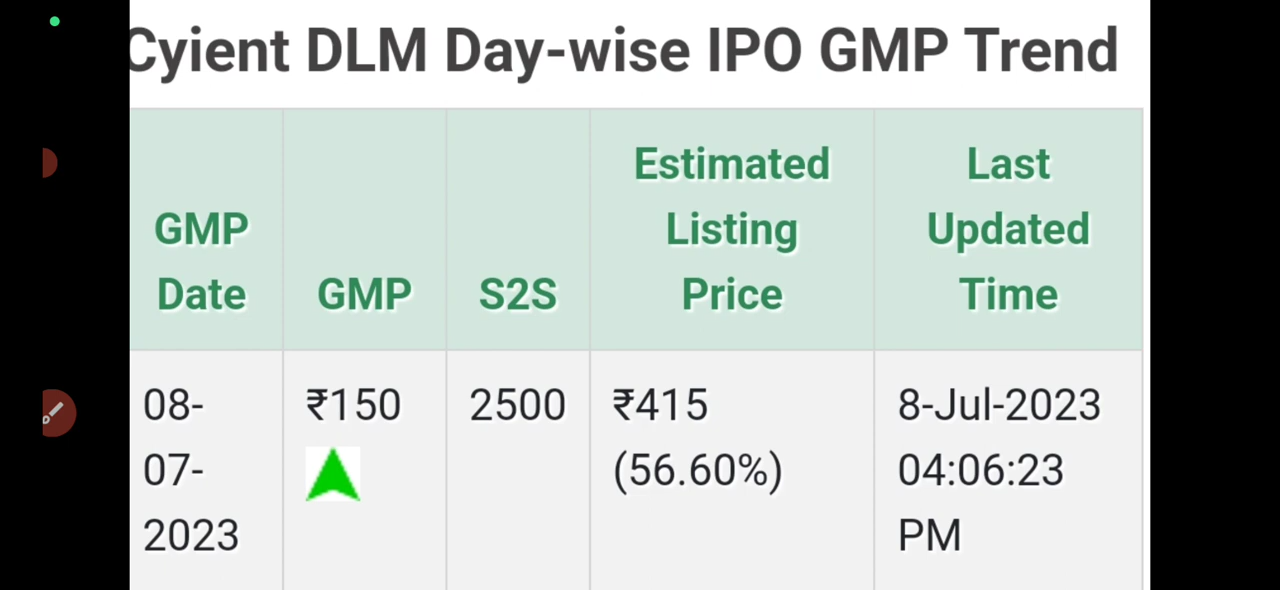 Cyient DLM Day-wise IPO GMP Trend
GMP Date
GMP
S2S
Estimated Listing Price
Last Updated Time
08-07-2023
₹150
2500
₹415 (56.60%)
8-Jul-2023 04:06:23 PM